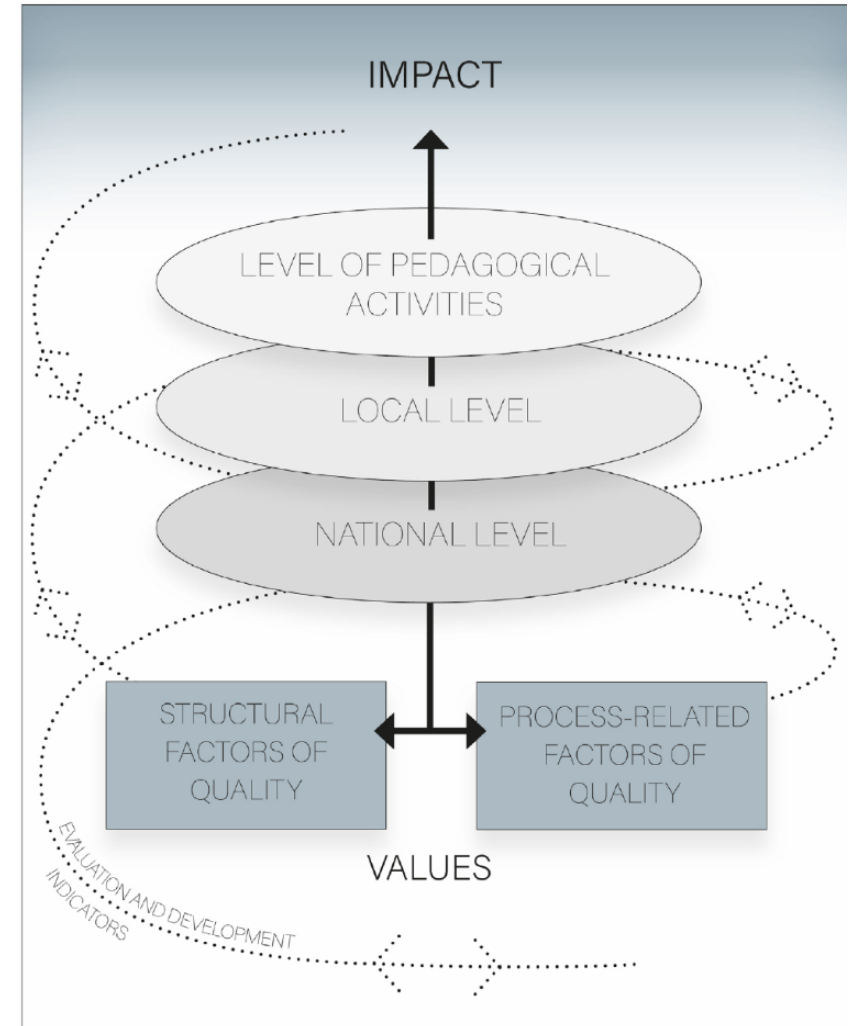 IMPACT
LEVEL OF PEDAGOGICAL
ACTIVITIES
LOCAL LEVEL
NATIONAL LEVEL
STRUCTURAL
FACTORS OF
QUALITY
PROCESS-RELATED
FACTORS OF
QUALITY
VALUES
EVALUATION AND DEVELOPMENT
INDICATORS